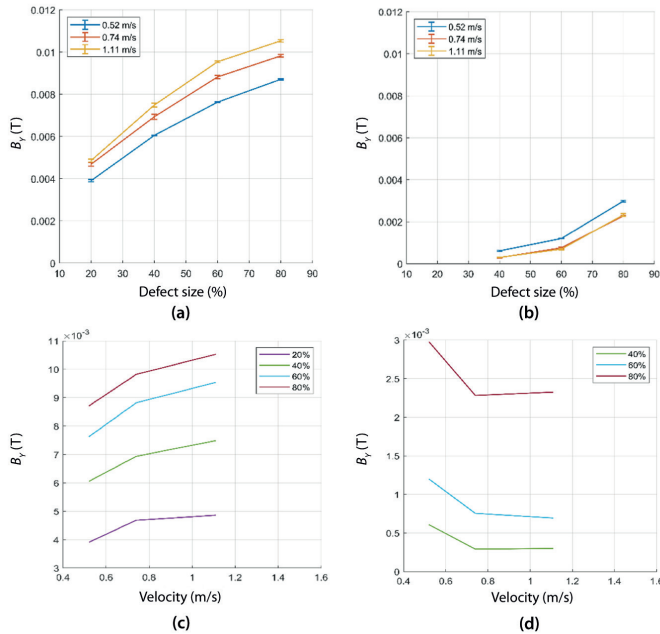 0.012
0.01
0.008
0.006
0.004
0.002
0
B_Y (T)
0.52 m/s
0.74 m/s
1.11 m/s
10 20 30 40 50 60 70 80 90
Defect size (%)
(a)
0.012
0.01
0.008
0.006
0.004
0.002
0
B_Y (T)
0.52 m/s
0.74 m/s
1.11 m/s
10 20 30 40 50 60 70 80 90
Defect size (%)
(b)
11 ×10⁻³
10
9
8
7
6
5
4
3
B_Y (T)
20%
40%
60%
80%
0.4 0.6 0.8 1 1.2 1.4 1.6
Velocity (m/s)
(c)
3 ×10⁻³
2.5
2
1.5
1
0.5
0
B_Y (T)
40%
60%
80%
0.4 0.6 0.8 1 1.2 1.4 1.6
Velocity (m/s)
(d)